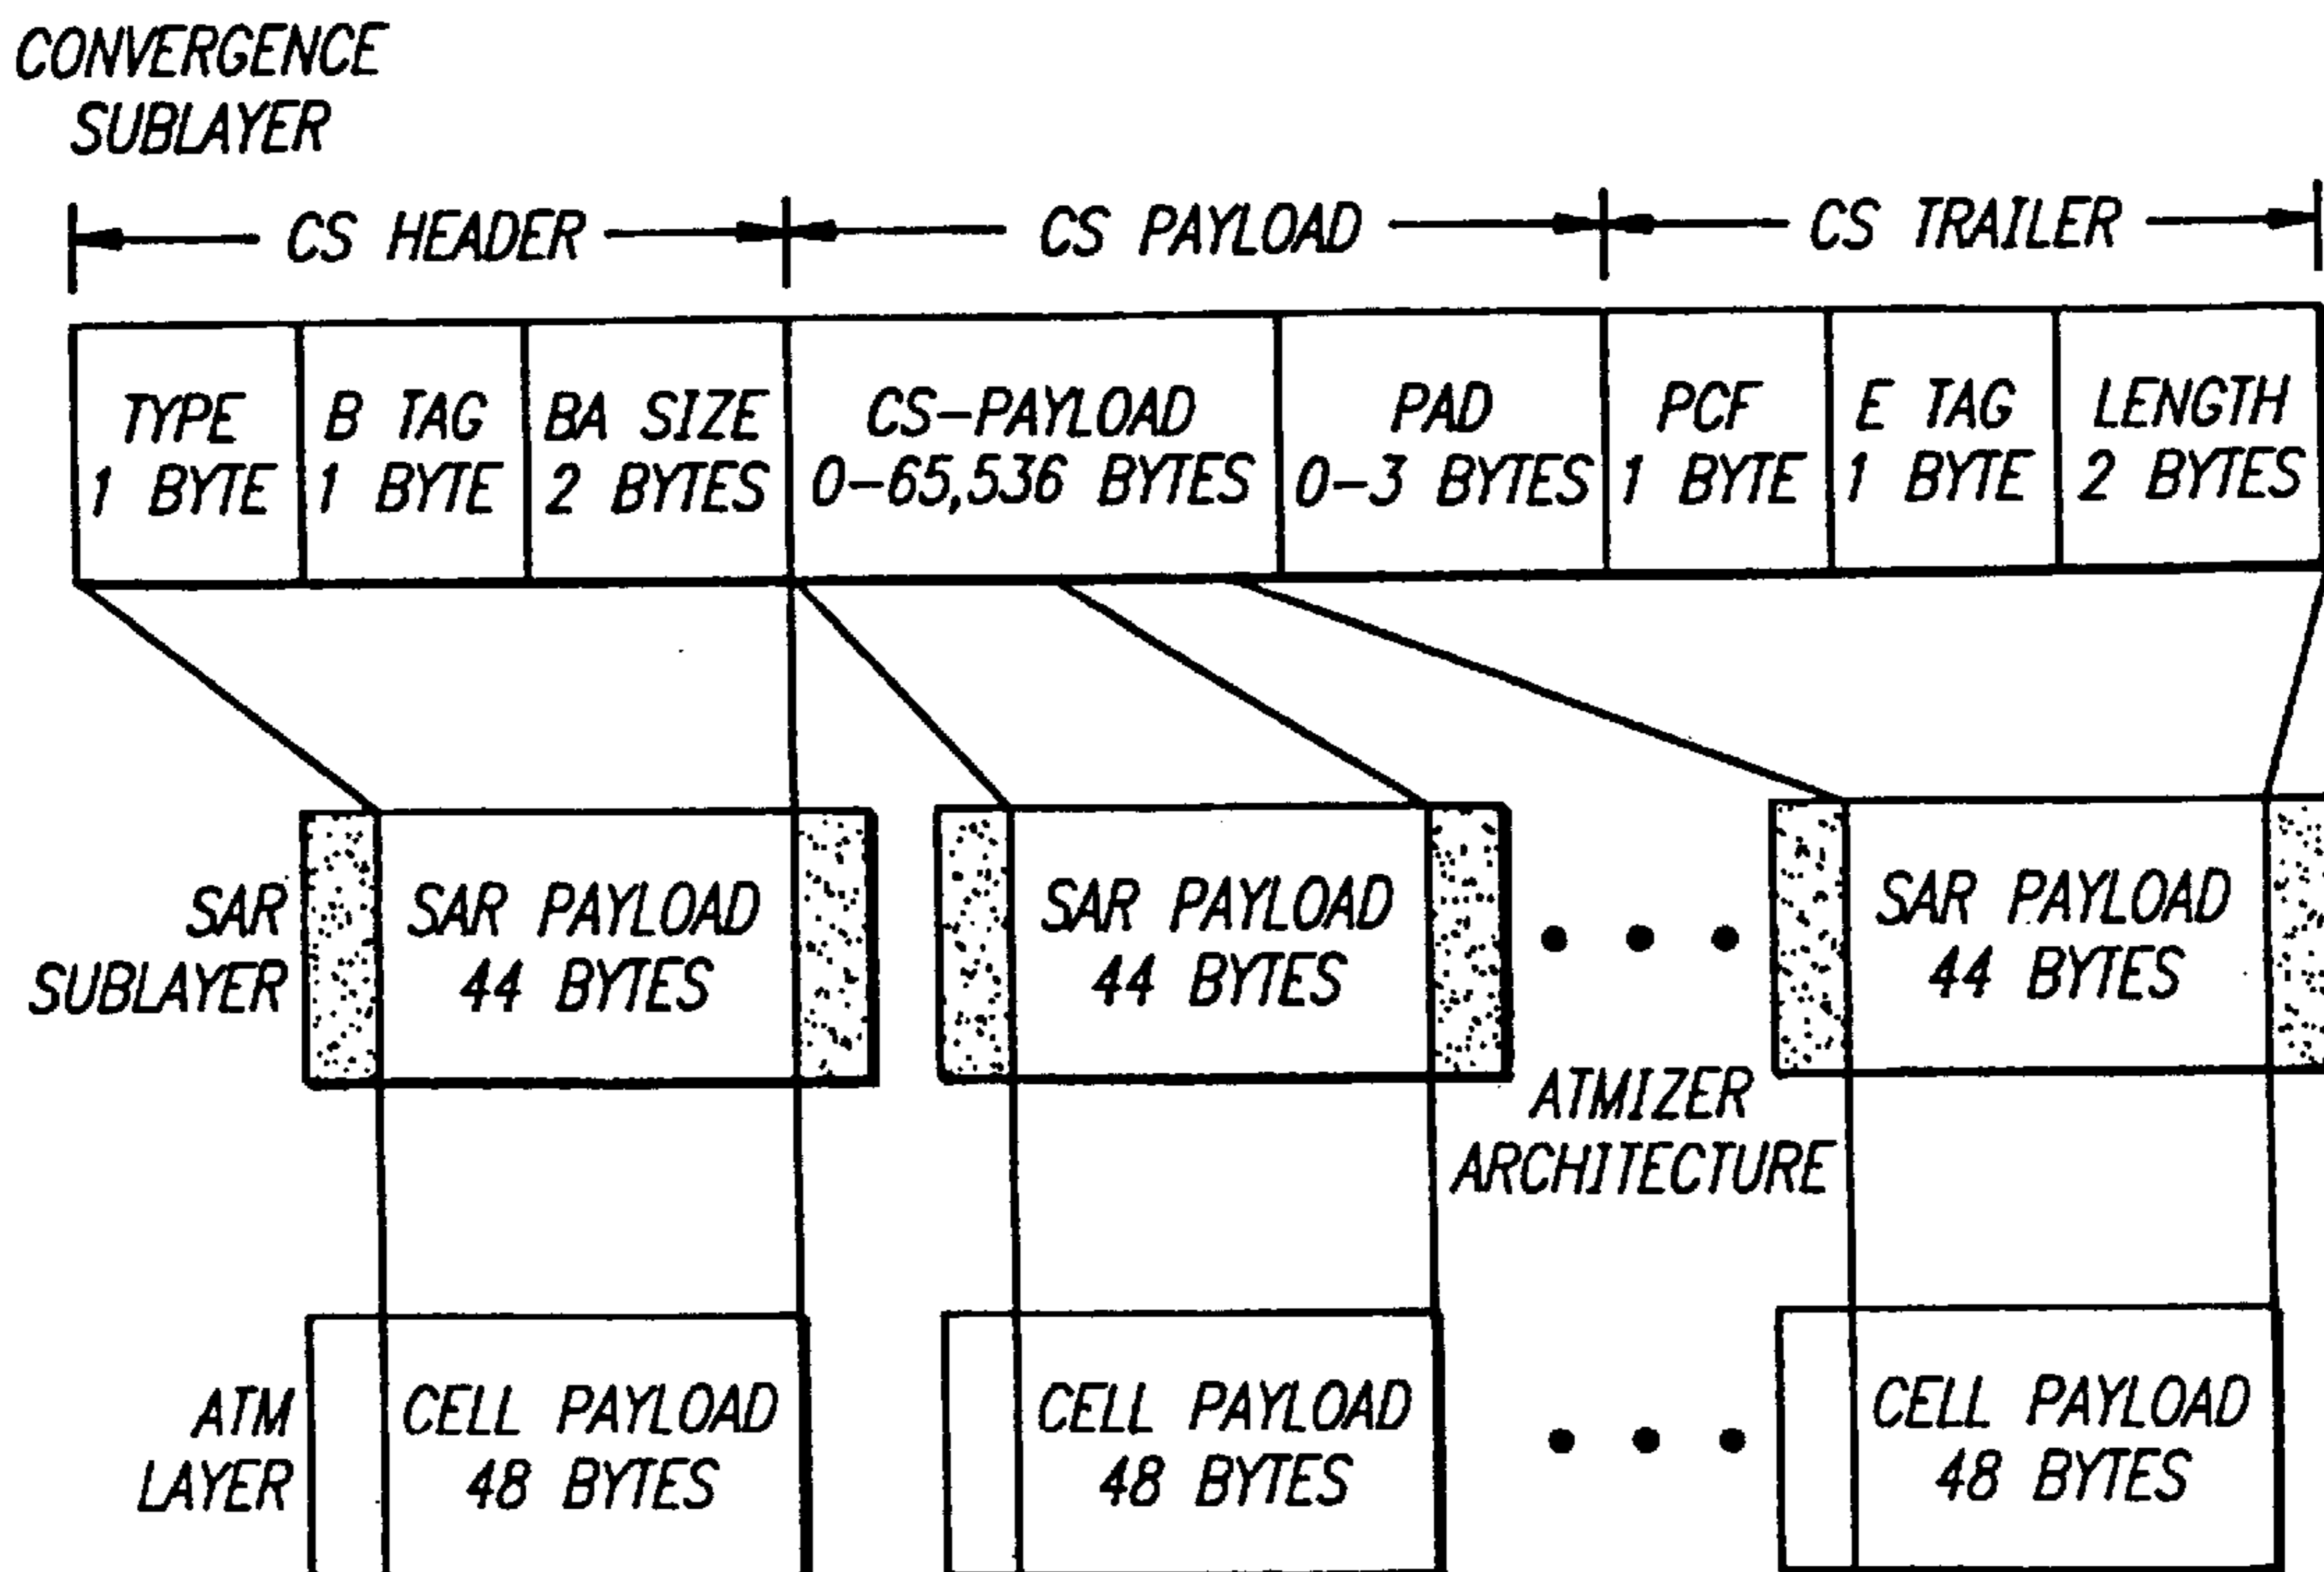 CONVERGENCE
SUBLAYER
CS HEADER CS PAYLOAD CS TRAILER
TYPE
1 BYTE
B TAG
1 BYTE
BA SIZE
2 BYTES
CS-PAYLOAD
0-65,536 BYTES
PAD
0-3 BYTES
PCF
1 BYTE
E TAG
1 BYTE
LENGTH
2 BYTES
SAR
SUBLAYER
SAR PAYLOAD
44 BYTES
SAR PAYLOAD
44 BYTES
SAR PAYLOAD
44 BYTES
ATMIZER
ARCHITECTURE
ATM
LAYER
CELL PAYLOAD
48 BYTES
CELL PAYLOAD
48 BYTES
CELL PAYLOAD
48 BYTES